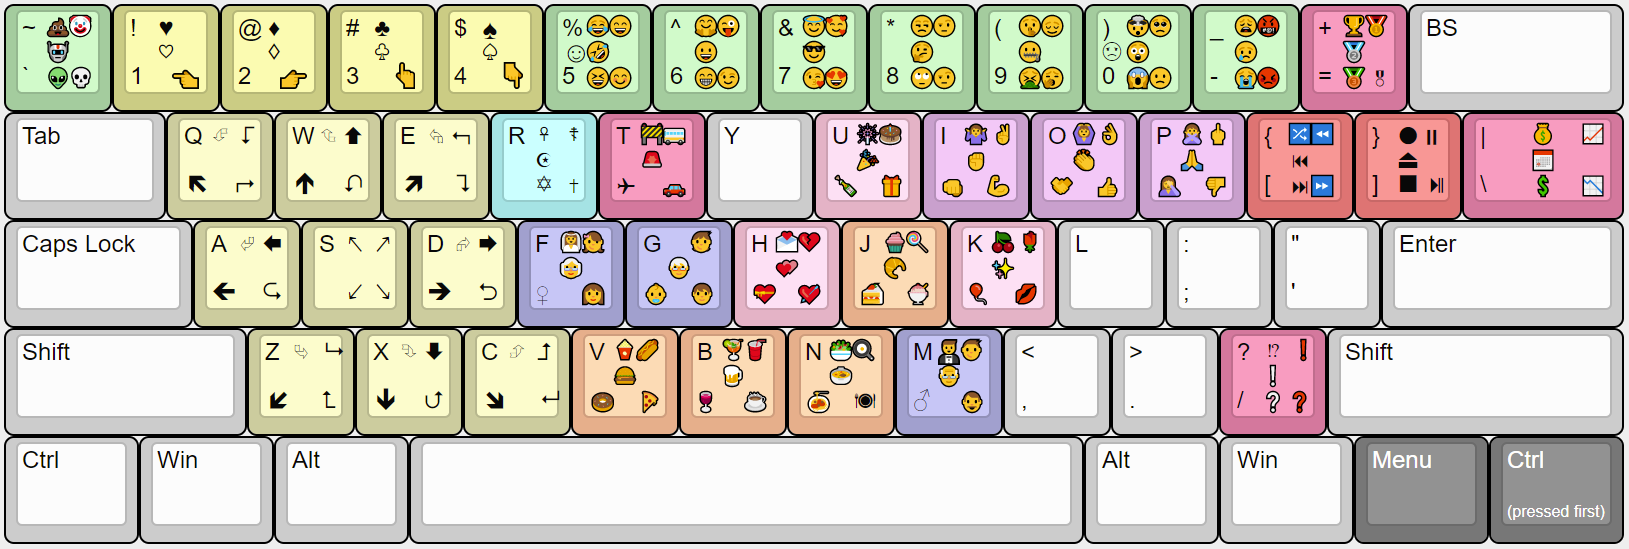 ~ ! @ # $ % ^ & * ( ) _ + BS
` 1 2 3 4 5 6 7 8 9 0 - =
Tab Q W E R T Y U I O P { } |
[ ] \
Caps Lock A S D F G H J K L : " Enter
; '
Shift Z X C V B N M < > ? Shift
, . /
Ctrl Win Alt Alt Win Menu Ctrl
(pressed first)